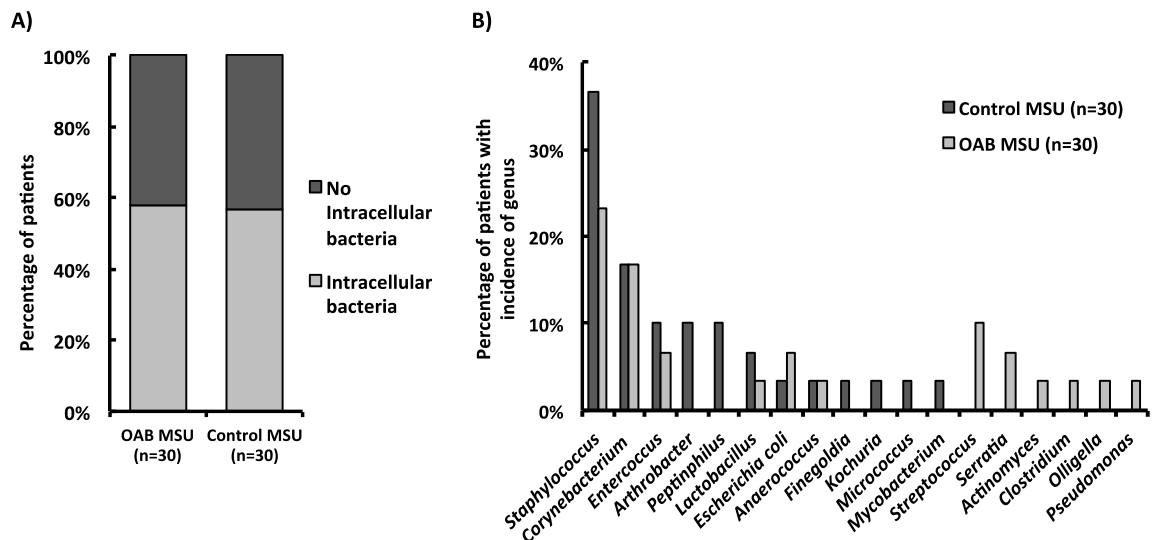 A)
100%
80%
60%
40%
20%
0%
Percentage of patients
OAB MSU
(n=30)
Control MSU
(n=30)
No
Intracellular
bacteria
Intracellular
bacteria
B)
40%
30%
20%
10%
0%
Percentage of patients with
incidence of genus
Control MSU (n=30)
OAB MSU (n=30)
Staphylococcus
Corynebacterium
Entercoccus
Arthrobacter
Peptinphilus
Lactobacillus
Escherichia coli
Anaerococcus
Finegoldia
Kochuria
Micrococcus
Mycobacterium
Streptococcus
Serratia
Actinomyces
Clostridium
Olligella
Pseudomonas